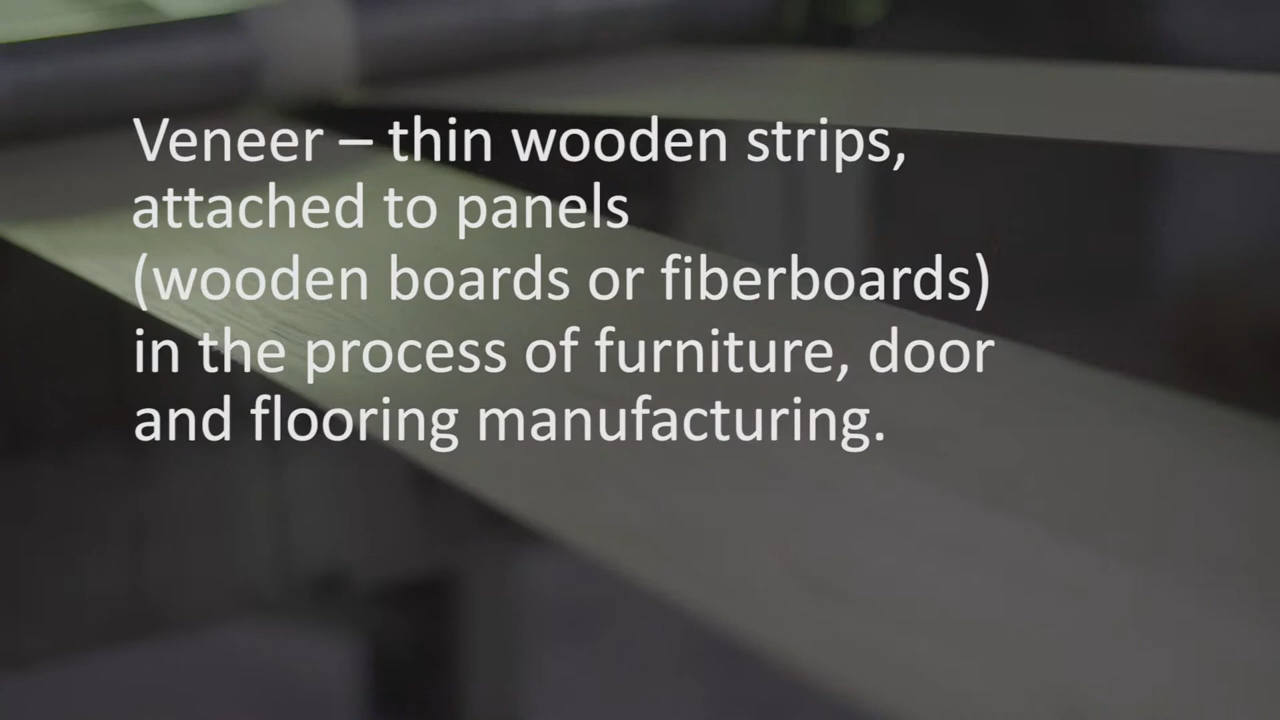 Veneer – thin wooden strips,
attached to panels
(wooden boards or fiberboards)
in the process of furniture, door
and flooring manufacturing.